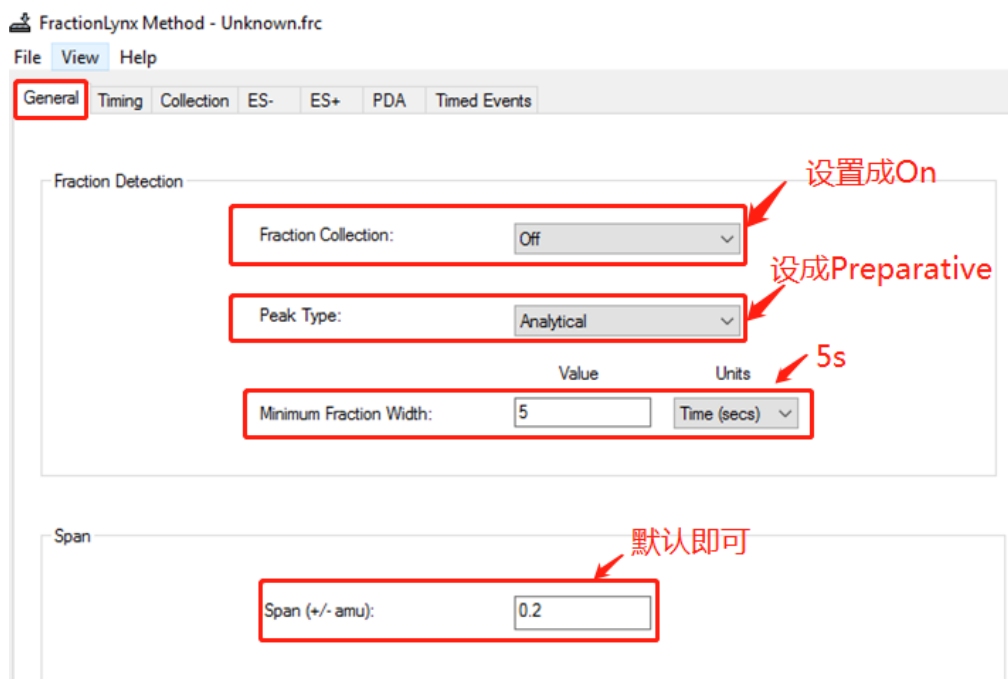 FractionLynx Method - Unknown.frc
File View Help
General Timing Collection ES- ES+ PDA Timed Events
Fraction Detection
设置成On
Fraction Collection: Off
设成Preparative
Peak Type: Analytical
5s
Value Units
Minimum Fraction Width: 5 Time (secs)
Span
默认即可
Span (+/- amu): 0.2